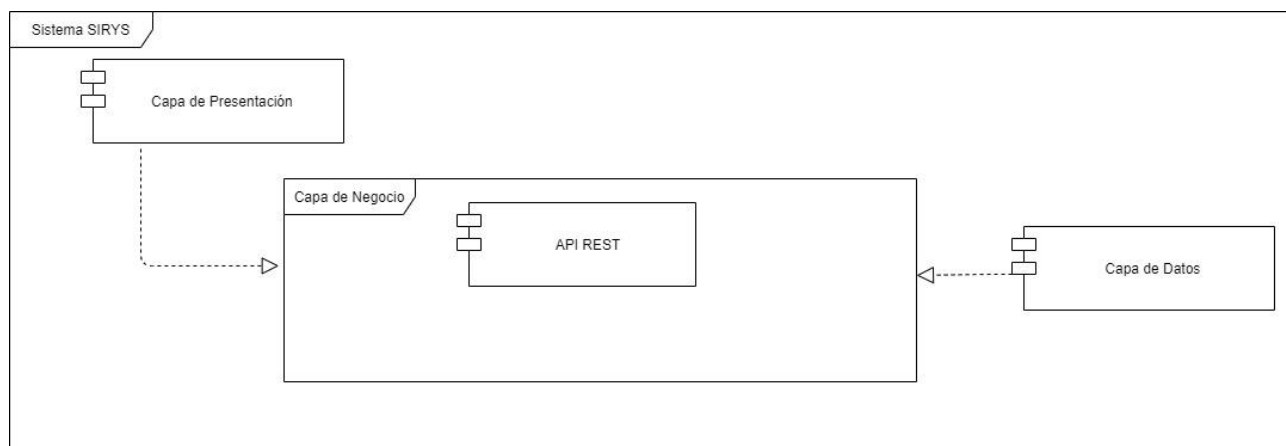 Sistema SIRYS
Capa de Presentación
Capa de Negocio
API REST
Capa de Datos